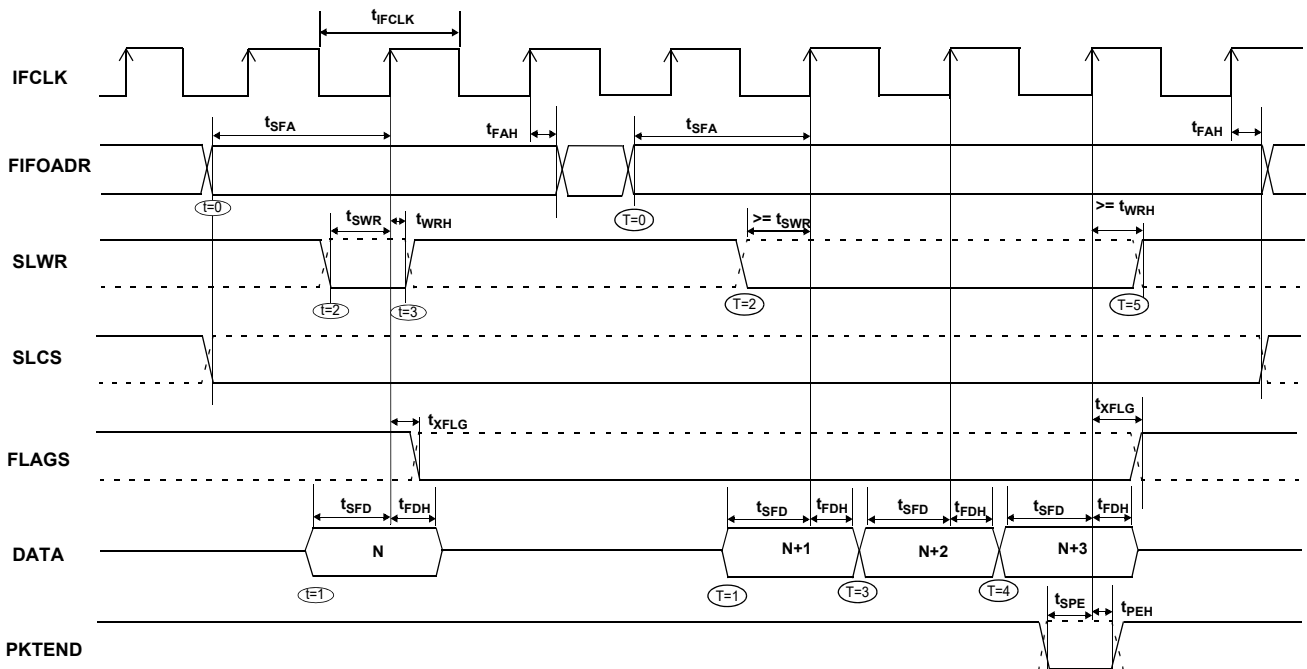 tIFCLK
IFCLK
tSFA tFAH tSFA tFAH
FIFOADR
t=0 T=0
tSWR tWRH >= tSWR >= tWRH
SLWR
t=2 t=3 T=2 T=5
SLCS
tXFLG tXFLG
FLAGS
tSFD tFDH tSFD tFDH tSFD tFDH tSFD tFDH
DATA N N+1 N+2 N+3
t=1 T=1 T=3 T=4
tSPE tPEH
PKTEND